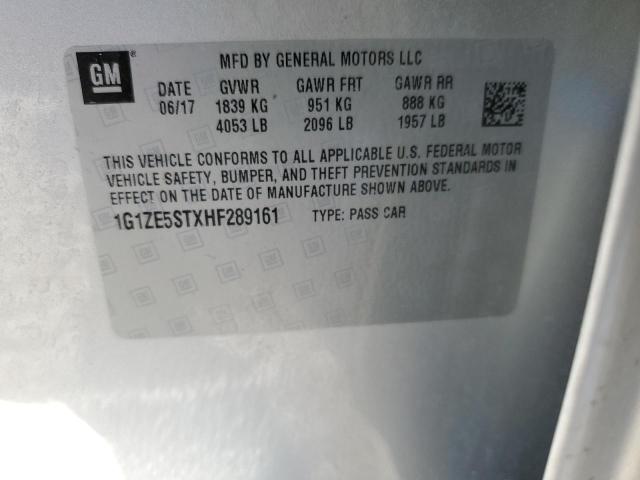 GM ®
MFD BY GENERAL MOTORS LLC
DATE GVWR GAWR FRT GAWR RR
06/17 1839 KG 951 KG 888 KG
4053 LB 2096 LB 1957 LB
THIS VEHICLE CONFORMS TO ALL APPLICABLE U.S. FEDERAL MOTOR
VEHICLE SAFETY, BUMPER, AND THEFT PREVENTION STANDARDS IN
EFFECT ON THE DATE OF MANUFACTURE SHOWN ABOVE.
1G1ZE5STXHF289161 TYPE: PASS CAR